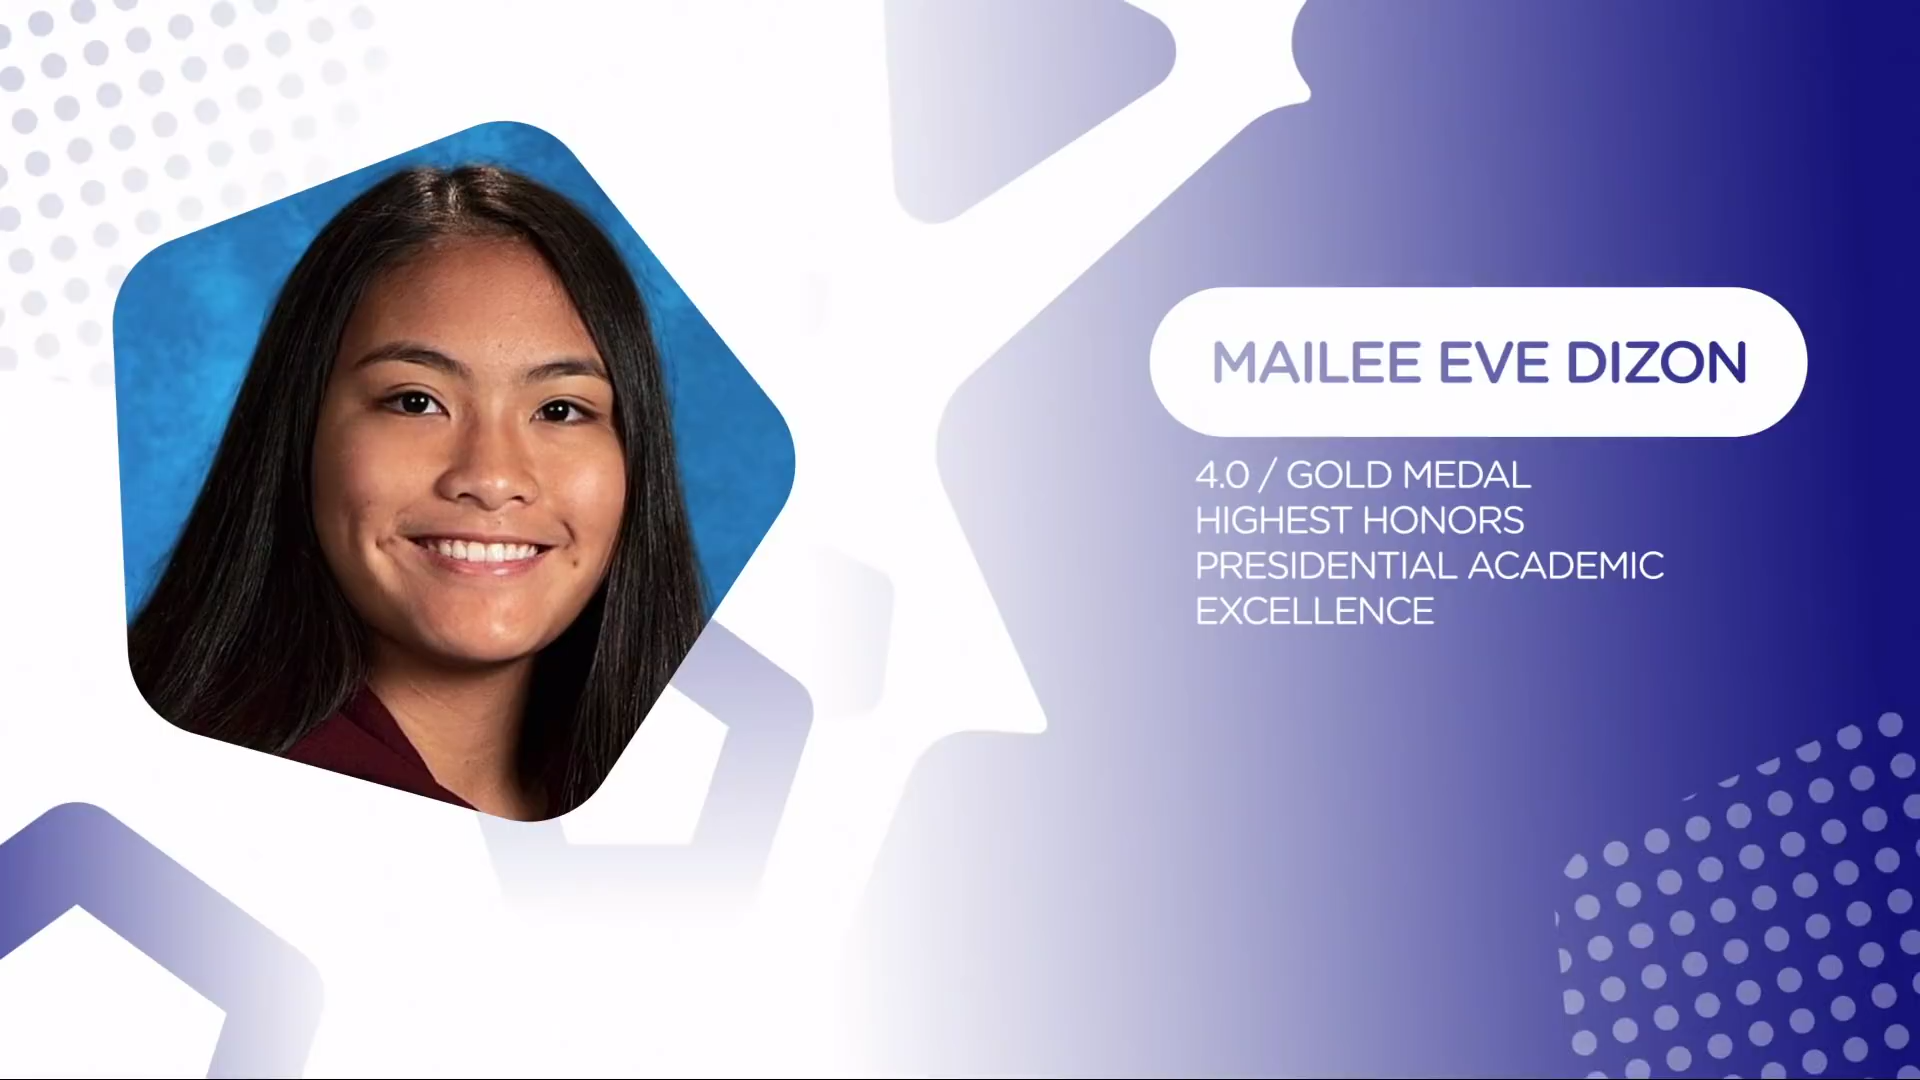 MAILEE EVE DIZON
4.0 / GOLD MEDAL
HIGHEST HONORS
PRESIDENTIAL ACADEMIC
EXCELLENCE